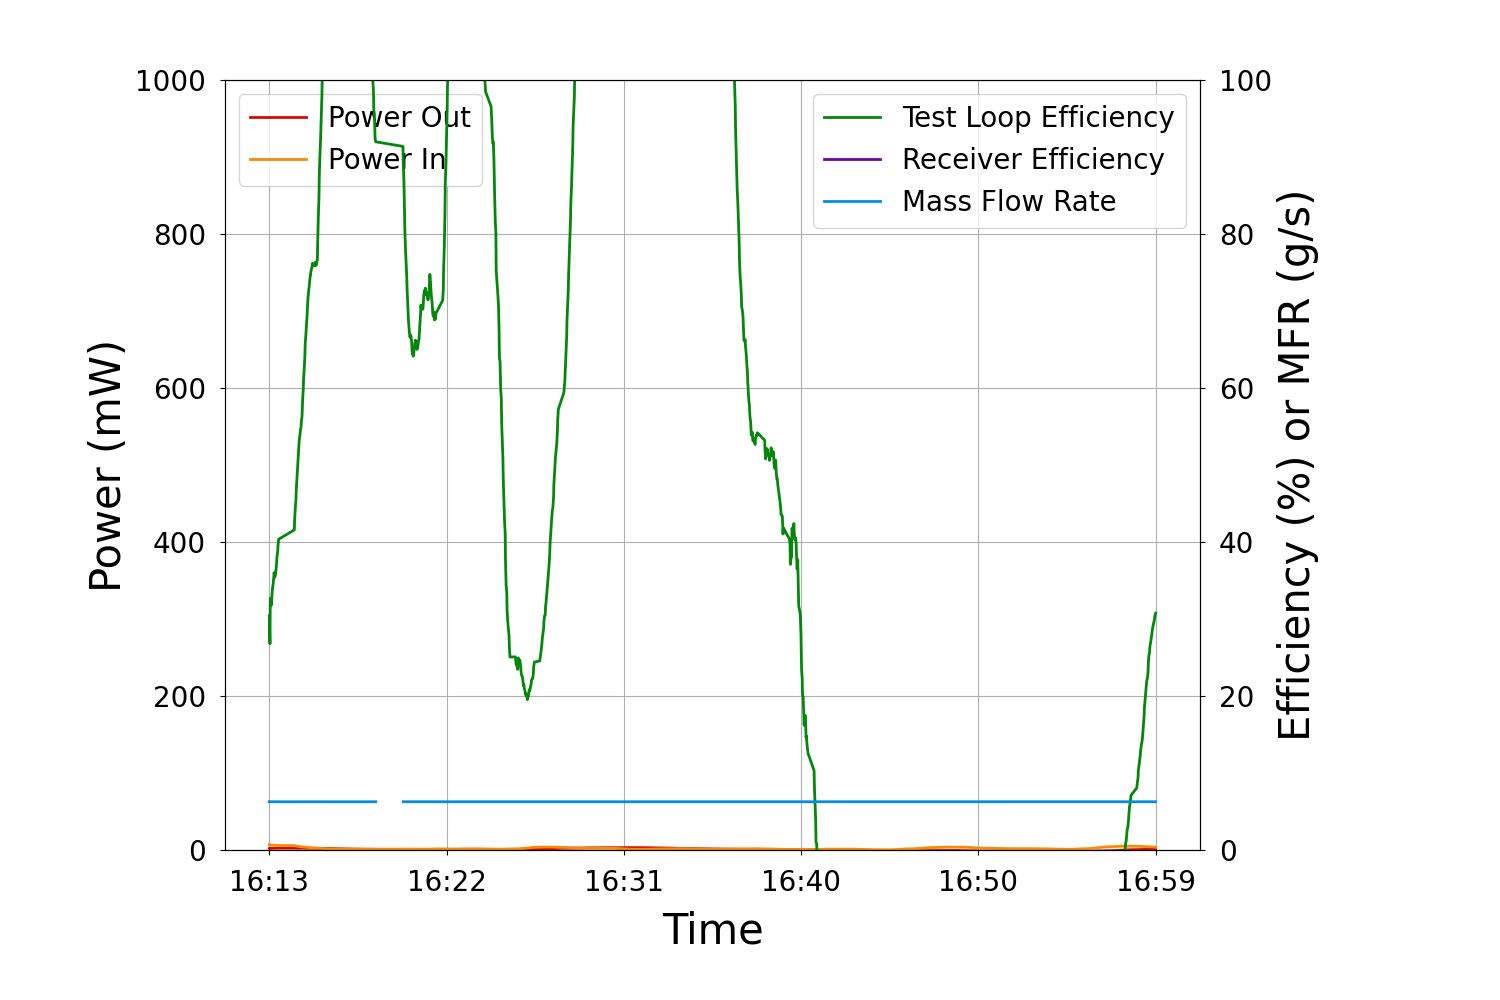 1000
800
600
400
200
0
Power (mW)
Power Out
Power In
Test Loop Efficiency
Receiver Efficiency
Mass Flow Rate
100
80
60
40
20
0
Efficiency (%) or MFR (g/s)
16:13 16:22 16:31 16:40 16:50 16:59
Time